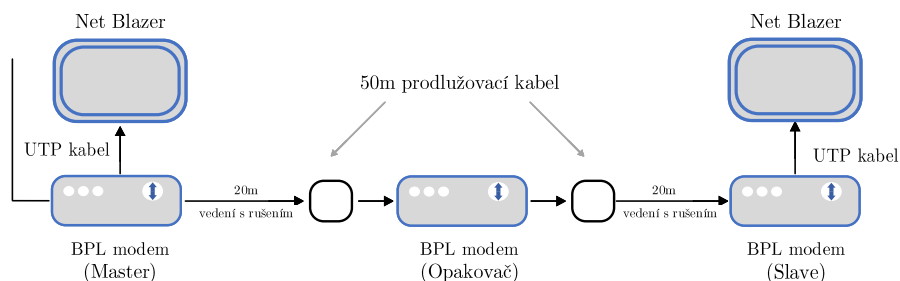 Net Blazer
Net Blazer
50m prodlužovací kabel
UTP kabel
UTP kabel
20m
vedení s rušením
20m
vedení s rušením
BPL modem
(Master)
BPL modem
(Opakovač)
BPL modem
(Slave)